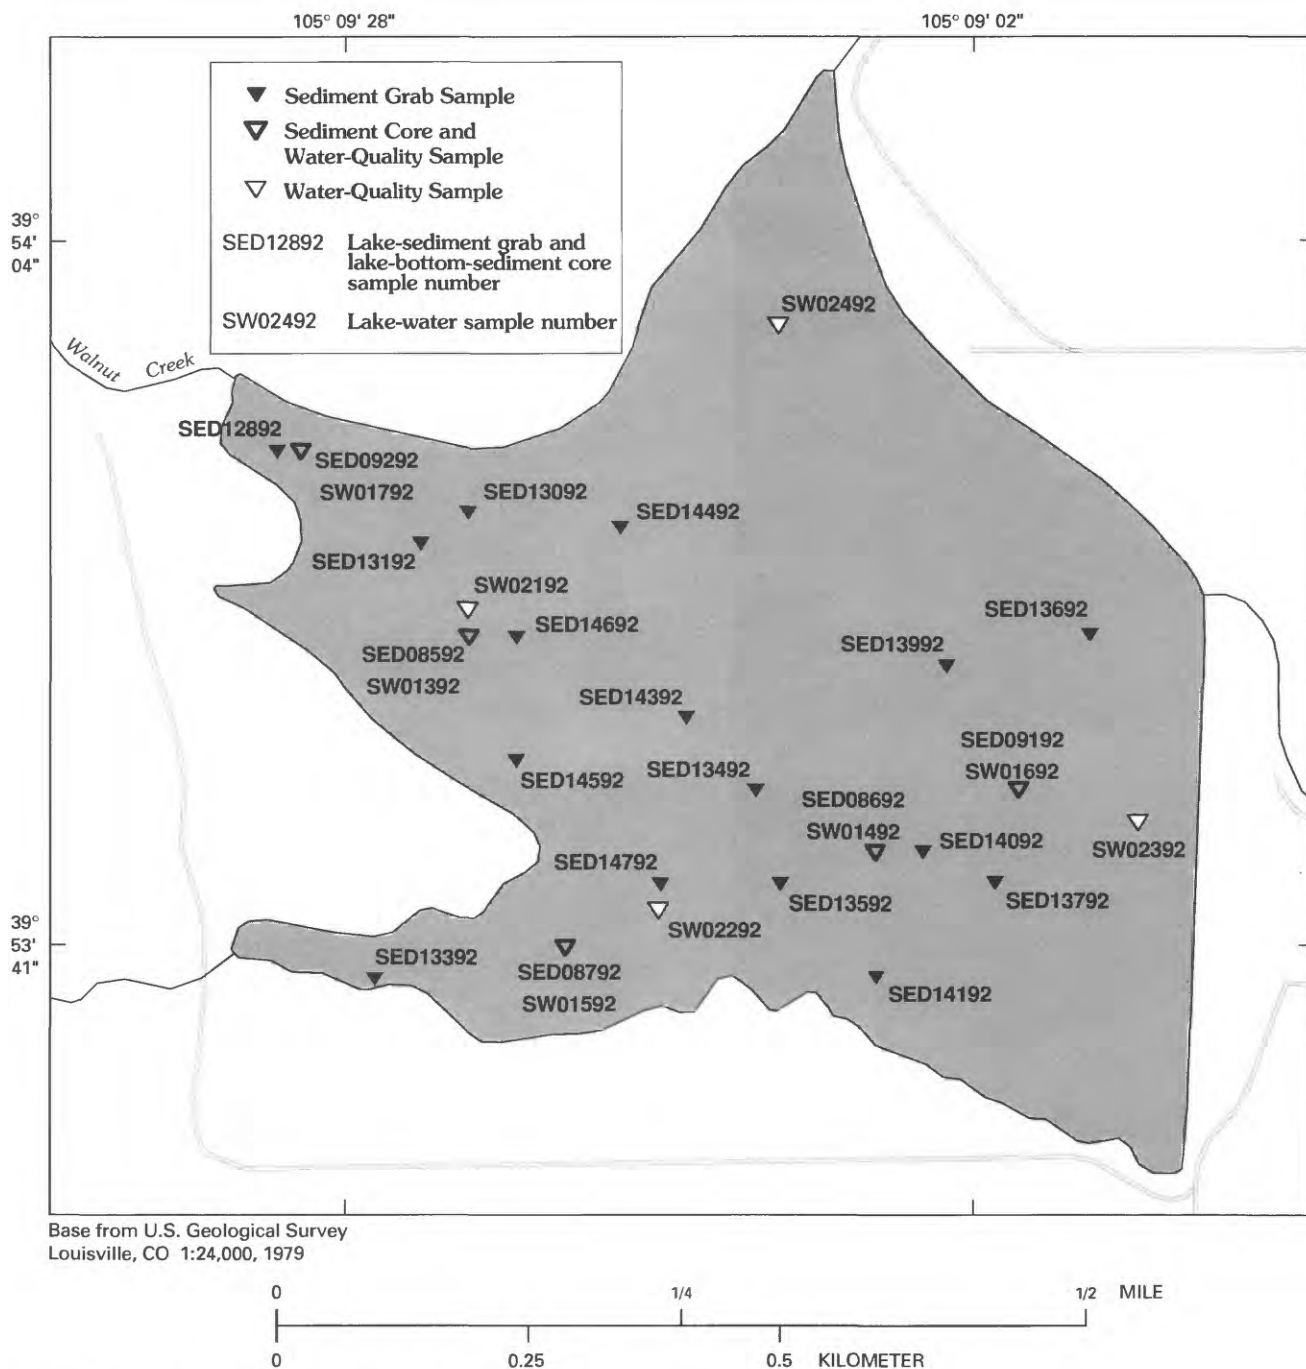 105° 09' 28"
105° 09' 02"
Sediment Grab Sample
Sediment Core and
Water-Quality Sample
Water-Quality Sample
SED12892 Lake-sediment grab and
lake-bottom-sediment core
sample number
SW02492 Lake-water sample number
39°
54'
04"
SW02492
Walnut Creek
SED12892
SED09292
SW01792
SED13092
SED14492
SED13192
SW02192
SED14692
SED13692
SED13992
SED08592
SW01392
SED14392
SED09192
SW01692
SED13492
SED14592
SED08692
SW01492
SED14092
SW02392
SED14792
SED13592
SED13792
39°
53'
41"
SW02292
SED13392
SED08792
SW01592
SED14192
Base from U.S. Geological Survey
Louisville, CO 1:24,000, 1979
0 1/4 1/2 MILE
0 0.25 0.5 KILOMETER